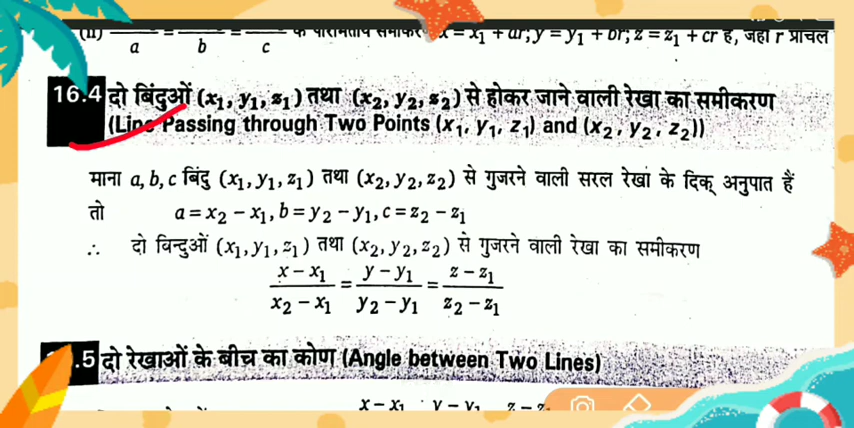 (ii) a = b = c के पारामितीय समीकरण x = x₁ + ar; y = y₁ + br; z = z₁ + cr हैं, जहाँ r प्राचल
16.4 दो बिंदुओं (x₁, y₁, z₁) तथा (x₂, y₂, z₂) से होकर जाने वाली रेखा का समीकरण
(Line Passing through Two Points (x₁, y₁, z₁) and (x₂, y₂, z₂))
माना a, b, c बिंदु (x₁, y₁, z₁) तथा (x₂, y₂, z₂) से गुजरने वाली सरल रेखा के दिक् अनुपात हैं
तो a = x₂ – x₁, b = y₂ – y₁, c = z₂ – z₁
∴ दो बिन्दुओं (x₁, y₁, z₁) तथा (x₂, y₂, z₂) से गुजरने वाली रेखा का समीकरण
x – x₁ / x₂ – x₁ = y – y₁ / y₂ – y₁ = z – z₁ / z₂ – z₁
.5 दो रेखाओं के बीच का कोण (Angle between Two Lines)
x – x₁ y – y₁